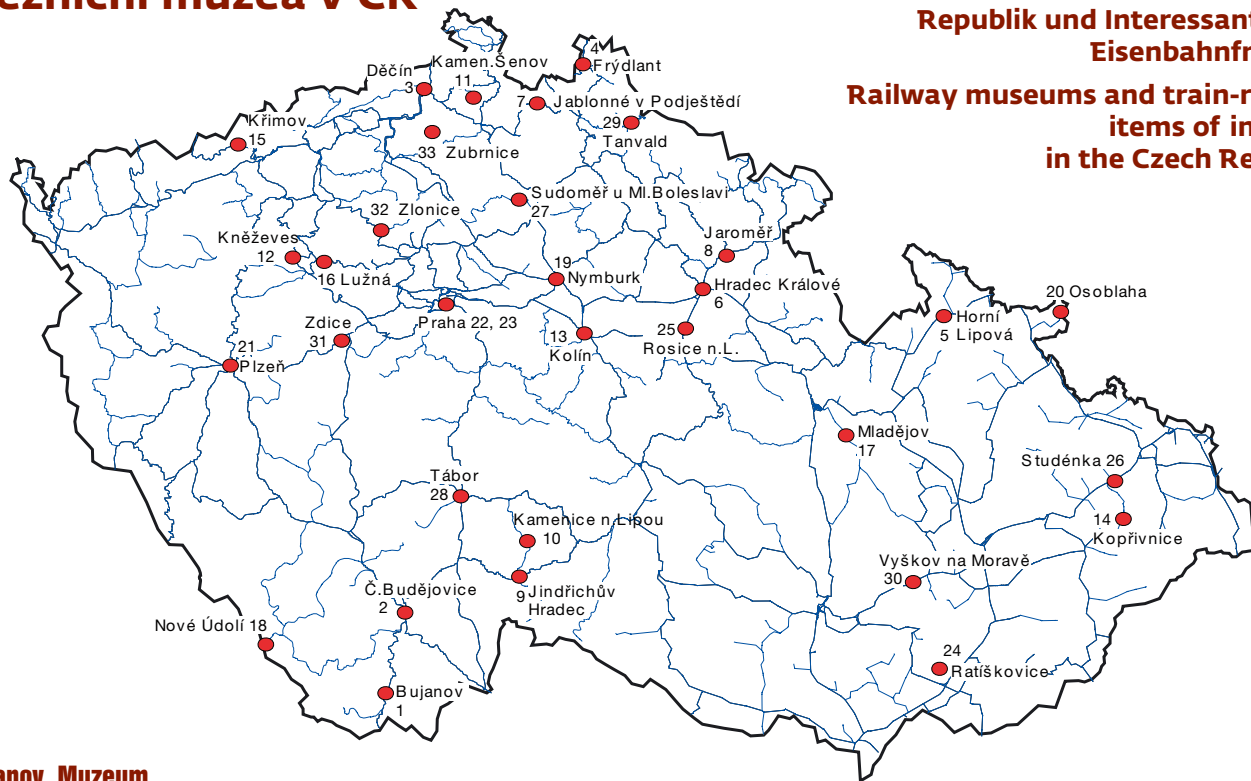 muzea v ČR
Republik und
Eisenbahnfr
Railway museums and
items of in
in the Czech Re
4
Frýdlant
Děčín
3
Kamen.Šenov
11
7 Jablonné v Podještědí
29
Tanvald
Křimov
15
33 Zubrnice
Sudoměř u Ml.Boleslavi
27
32 Zlonice
Kněževes
12
16 Lužná
Jaroměř
8
19
Nymburk
Hradec Králové
6
20 Osoblaha
Horní
5 Lipová
Praha 22, 23
Zdice
31
13
Kolín
25
Rosice n.L.
21
Plzeň
Mladějov
17
Studénka 26
14
Kopřivnice
Tábor
28
Kamenice n.Lipou
10
Vyškov na Moravě
30
9 Jindřichův
Hradec
Č.Budějovice
2
Nové Údolí 18
24
Ratíškovice
Bujanov
1
Muzeum